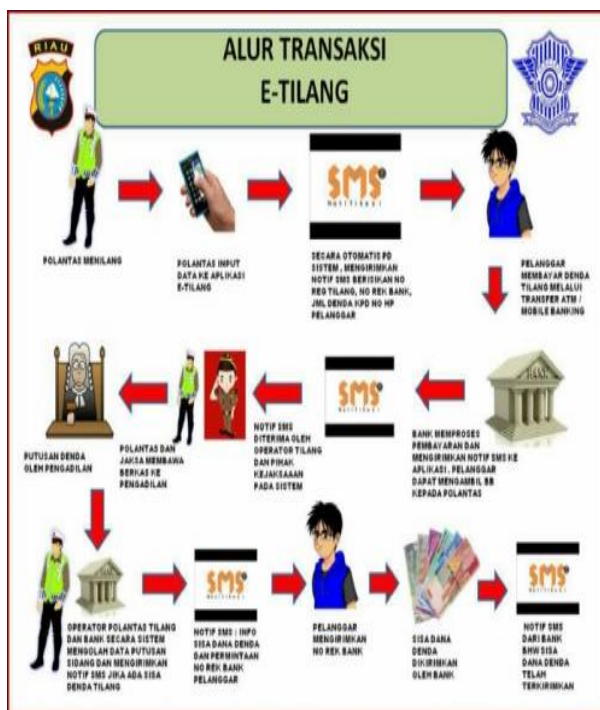 RIAU
ALUR TRANSAKSI
E-TILANG
POLANTAS MENILANG
POLANTAS INPUT
DATA KE APLIKASI
E-TILANG
SMS
Notifikasi
SECARA OTOMATIS PD
SISTEM, MENGIRIMKAN
NOTIF SMS BERISIKAN NO
REG TILANG, NO REK BANK,
JML DENDA KPD NO HP
PELANGGAR
PELANGGAR
MEMBAYAR DENDA
TILANG MELALUI
TRANSFER ATM /
MOBILE BANKING
BANK
BANK MEMPROSES
PEMBAYARAN DAN
MENGIRIMKAN NOTIF SMS KE
APLIKASI, PELANGGAR
DAPAT MENGAMBIL BB
KEPADA POLANTAS
SMS
Notifikasi
NOTIF SMS
DITERIMA OLEH
OPERATOR TILANG
DAN PIHAK
KEJAKSAAAN
PADA SISTEM
POLANTAS DAN
JAKSA MEMBAWA
BERKAS KE
PENGADILAN
PUTUSAN DENDA
OLEH PENGADILAN
OPERATOR POLANTAS TILANG
DAN BANK SECARA SISTEM
MENGOLAH DATA PUTUSAN
SIDANG DAN MENGIRIMKAN
NOTIF SMS JIKA ADA SISA
DENDA TILANG
SMS
Notifikasi
NOTIF SMS : INFO
SISA DANA DENDA
DAN PERMINTAAN
NO REK BANK
PELANGGAR
PELANGGAR
MENGIRIMKAN
NO REK BANK
SISA DANA
DENDA
DIKIRIMKAN
OLEH BANK
SMS
Notifikasi
NOTIF SMS
DARI BANK
BHW SISA
DANA DENDA
TELAH
TERKIRIMKAN